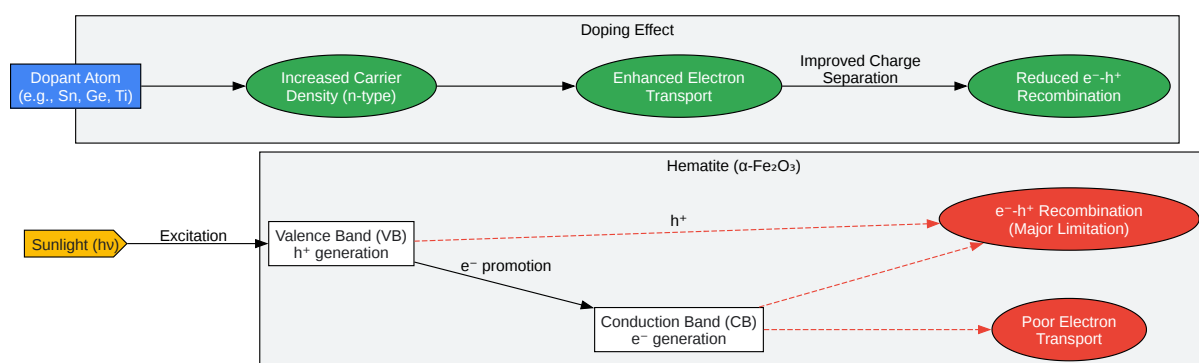 Doping Effect
Dopant Atom
(e.g., Sn, Ge, Ti)
Increased Carrier
Density (n-type)
Enhanced Electron
Transport
Improved Charge
Separation
Reduced e⁻-h⁺
Recombination
Hematite (α-Fe₂O₃)
Sunlight (hν)
Excitation
Valence Band (VB)
h⁺ generation
h⁺
e⁻-h⁺ Recombination
(Major Limitation)
e⁻ promotion
Conduction Band (CB)
e⁻ generation
Poor Electron
Transport